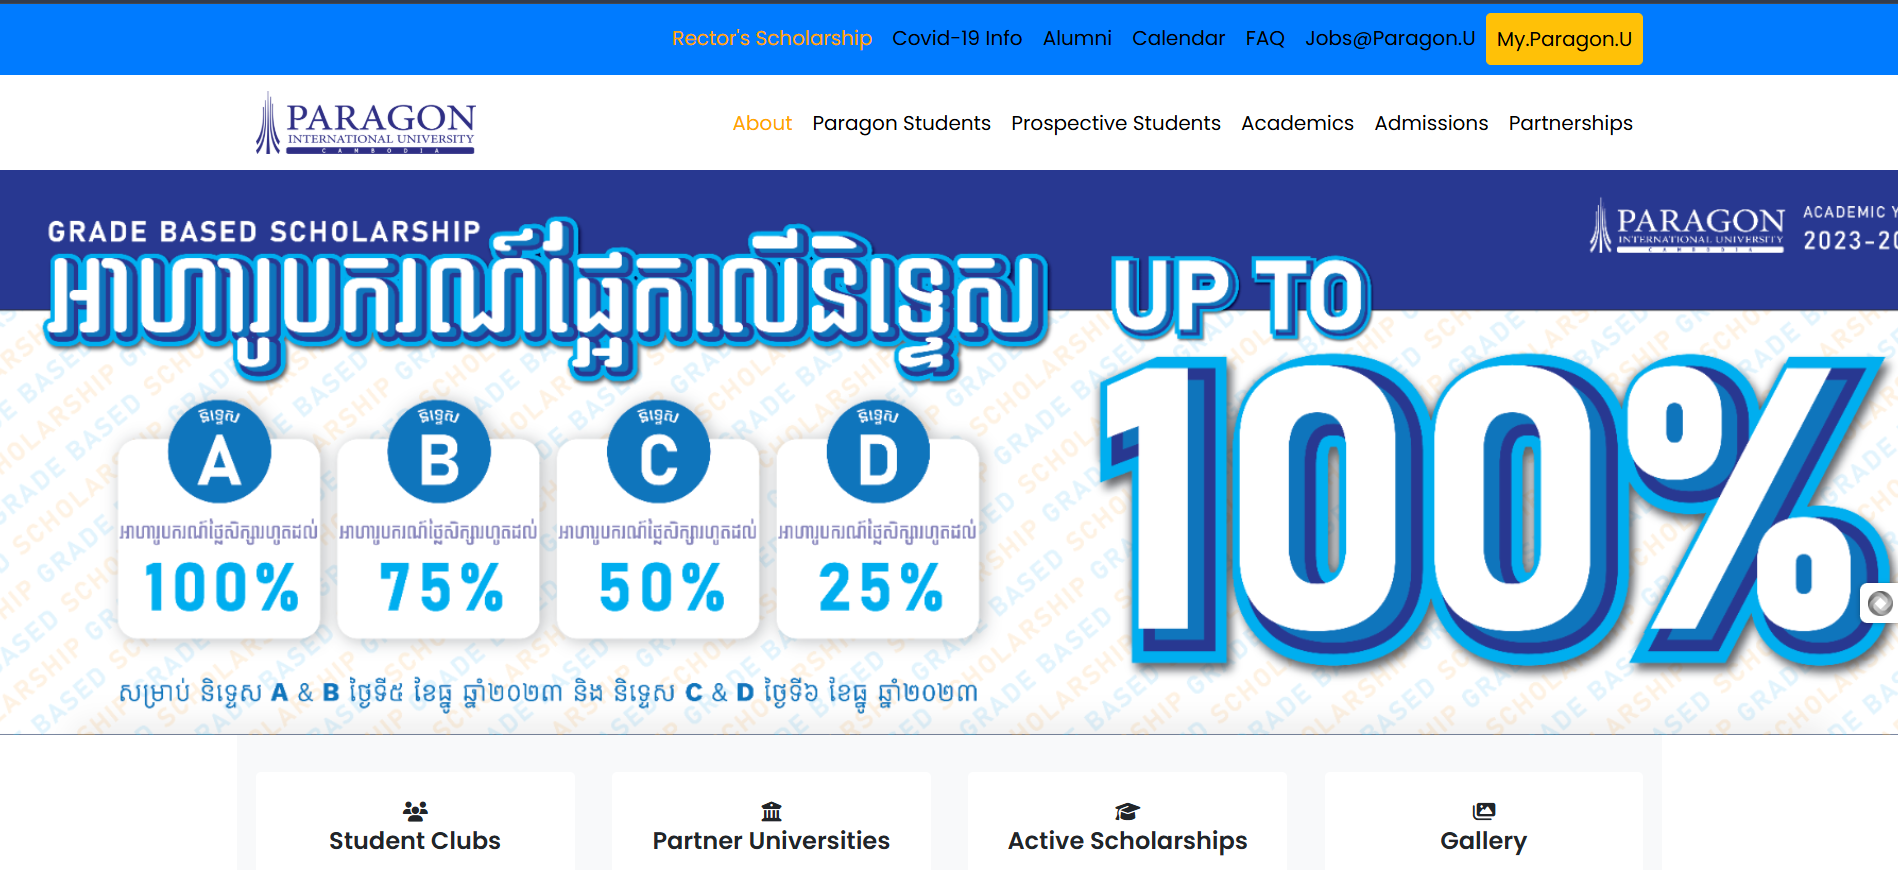 Rector's Scholarship Covid-19 Info Alumni Calendar FAQ Jobs@Paragon.U My.Paragon.U
PARAGON
INTERNATIONAL UNIVERSITY
CAMBODIA
About Paragon Students Prospective Students Academics Admissions Partnerships
GRADE BASED SCHOLARSHIP
អាហារូបករណ៍ផ្អែកលើនិទ្ទេស
UP TO
100%
PARAGON
INTERNATIONAL UNIVERSITY
CAMBODIA
ACADEMIC Y
2023-20
និទ្ទេស
A
អាហារូបករណ៍ថ្លៃសិក្សារហូតដល់
100%
និទ្ទេស
B
អាហារូបករណ៍ថ្លៃសិក្សារហូតដល់
75%
និទ្ទេស
C
អាហារូបករណ៍ថ្លៃសិក្សារហូតដល់
50%
និទ្ទេស
D
អាហារូបករណ៍ថ្លៃសិក្សារហូតដល់
25%
សម្រាប់ និទ្ទេស A & B ថ្ងៃទី៥ ខែធ្នូ ឆ្នាំ២០២៣ និង និទ្ទេស C & D ថ្ងៃទី៦ ខែធ្នូ ឆ្នាំ២០២៣
Student Clubs
Partner Universities
Active Scholarships
Gallery